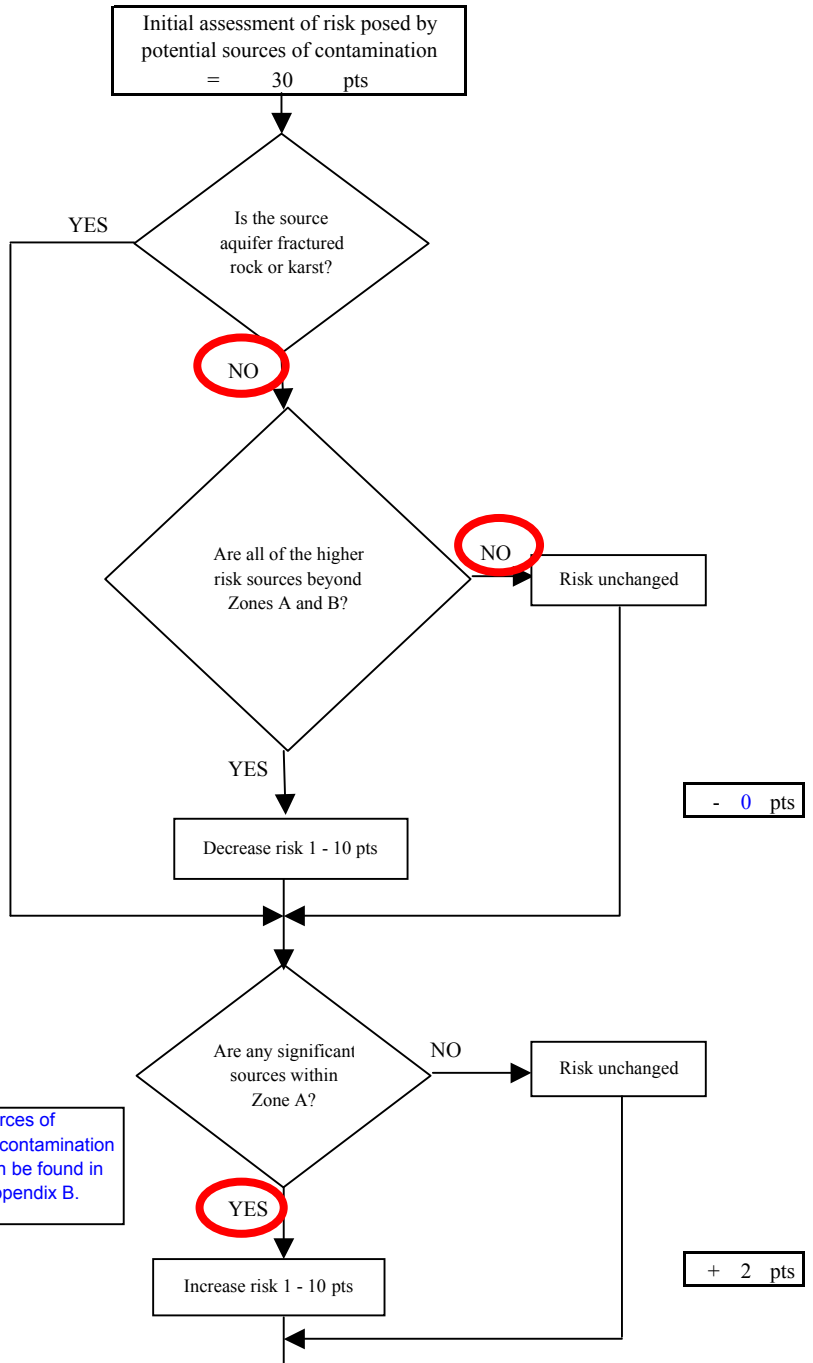 Initial assessment of risk posed by
potential sources of contamination
= 30 pts
YES
Is the source
aquifer fractured
rock or karst?
NO
Are all of the higher
risk sources beyond
Zones A and B?
NO
Risk unchanged
YES
- 0 pts
Decrease risk 1 - 10 pts
Are any significant
sources within
Zone A?
NO
Risk unchanged
contamination
be found in
B.
YES
Increase risk 1 - 10 pts
+ 2 pts